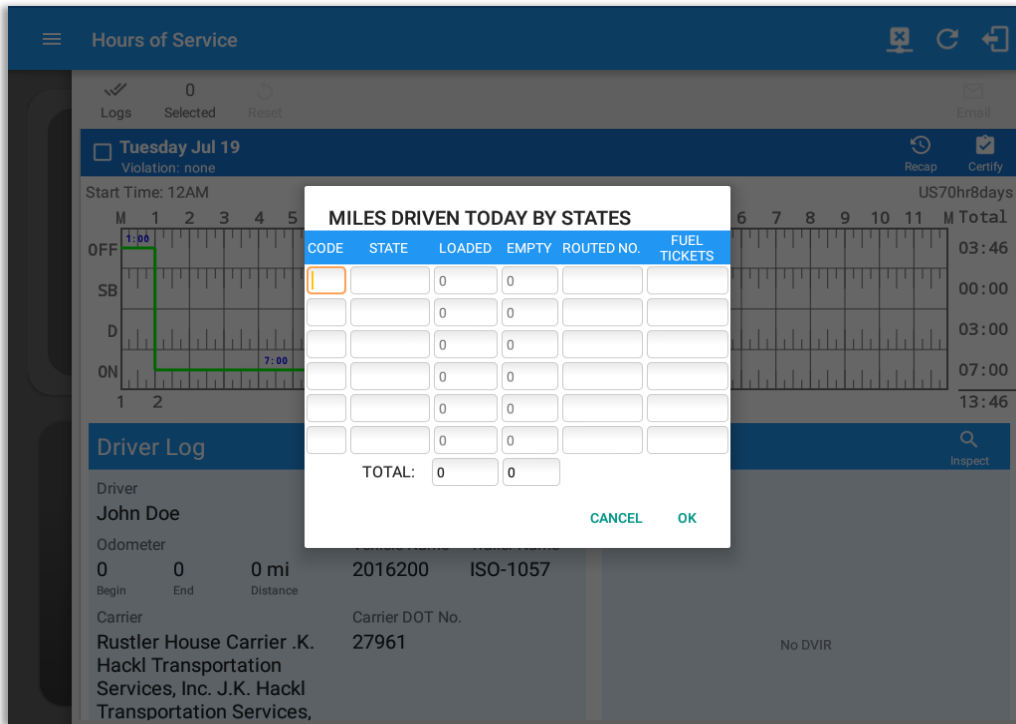 Hours of Service
Logs
0 Selected
Reset
Email
Tuesday Jul 19
Violation: none
Recap
Certify
Start Time: 12AM
US70hr8days
M 1 2 3 4 5 6 7 8 9 10 11 M Total
OFF 1:00 03:46
SB 00:00
D 03:00
ON 7:00 07:00
1 2 13:46
MILES DRIVEN TODAY BY STATES
CODE STATE LOADED EMPTY ROUTED NO. FUEL TICKETS
0 0
0 0
0 0
0 0
0 0
0 0
TOTAL: 0 0
CANCEL OK
Driver Log
Inspect
Driver
John Doe
Odometer
0 0 0 mi
Begin End Distance
Vehicle Name Trailer Name
2016200 ISO-1057
Carrier
Rustler House Carrier .K.
Hackl Transportation
Services, Inc. J.K. Hackl
Transportation Services,
Carrier DOT No.
27961
No DVIR